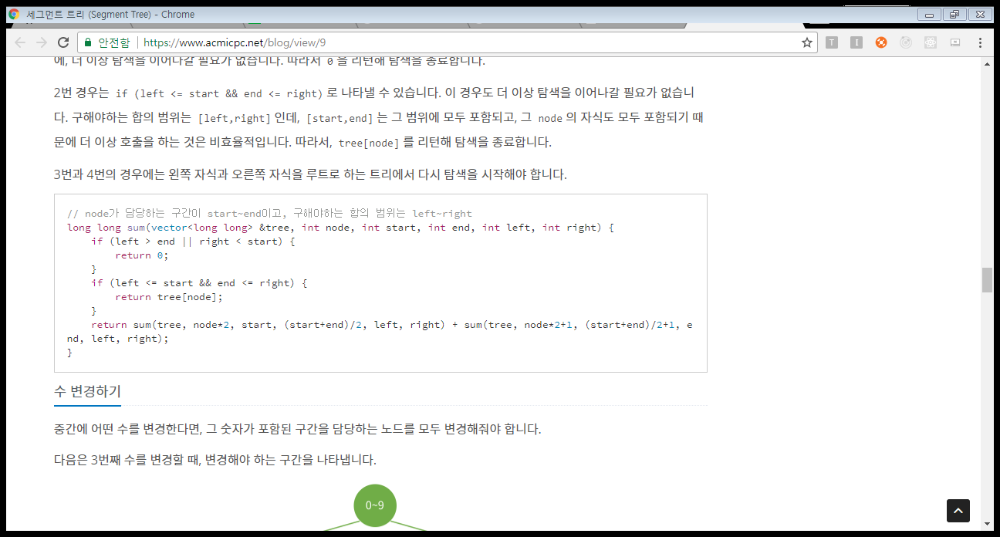 세그먼트 트리 (Segment Tree) - Chrome
안전함 https://www.acmicpc.net/blog/view/9
에, 더 이상 탐색을 이어나갈 필요가 없습니다. 따라서 0 을 리턴해 탐색을 종료합니다.
2번 경우는 if (left <= start && end <= right) 로 나타낼 수 있습니다. 이 경우도 더 이상 탐색을 이어나갈 필요가 없습니
다. 구해야하는 합의 범위는 [left,right] 인데, [start,end] 는 그 범위에 모두 포함되고, 그 node 의 자식도 모두 포함되기 때
문에 더 이상 호출을 하는 것은 비효율적입니다. 따라서, tree[node] 를 리턴해 탐색을 종료합니다.
3번과 4번의 경우에는 왼쪽 자식과 오른쪽 자식을 루트로 하는 트리에서 다시 탐색을 시작해야 합니다.
// node가 담당하는 구간이 start~end이고, 구해야하는 합의 범위는 left~right
long long sum(vector<long long> &tree, int node, int start, int end, int left, int right) {
    if (left > end || right < start) {
        return 0;
    }
    if (left <= start && end <= right) {
        return tree[node];
    }
    return sum(tree, node*2, start, (start+end)/2, left, right) + sum(tree, node*2+1, (start+end)/2+1, e
nd, left, right);
}
수 변경하기
중간에 어떤 수를 변경한다면, 그 숫자가 포함된 구간을 담당하는 노드를 모두 변경해줘야 합니다.
다음은 3번째 수를 변경할 때, 변경해야 하는 구간을 나타냅니다.
0~9